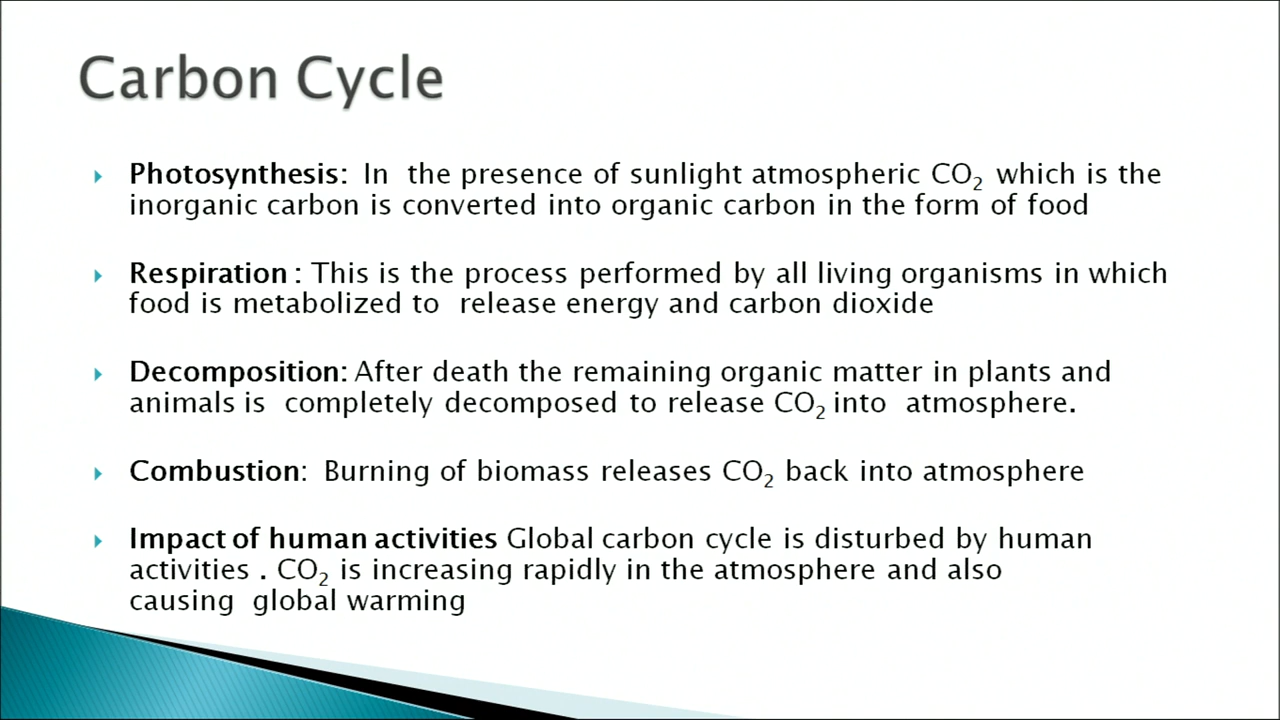 Carbon Cycle
Photosynthesis: In the presence of sunlight atmospheric CO₂ which is the
inorganic carbon is converted into organic carbon in the form of food
Respiration : This is the process performed by all living organisms in which
food is metabolized to release energy and carbon dioxide
Decomposition: After death the remaining organic matter in plants and
animals is completely decomposed to release CO₂ into atmosphere.
Combustion: Burning of biomass releases CO₂ back into atmosphere
Impact of human activities Global carbon cycle is disturbed by human
activities . CO₂ is increasing rapidly in the atmosphere and also
causing global warming